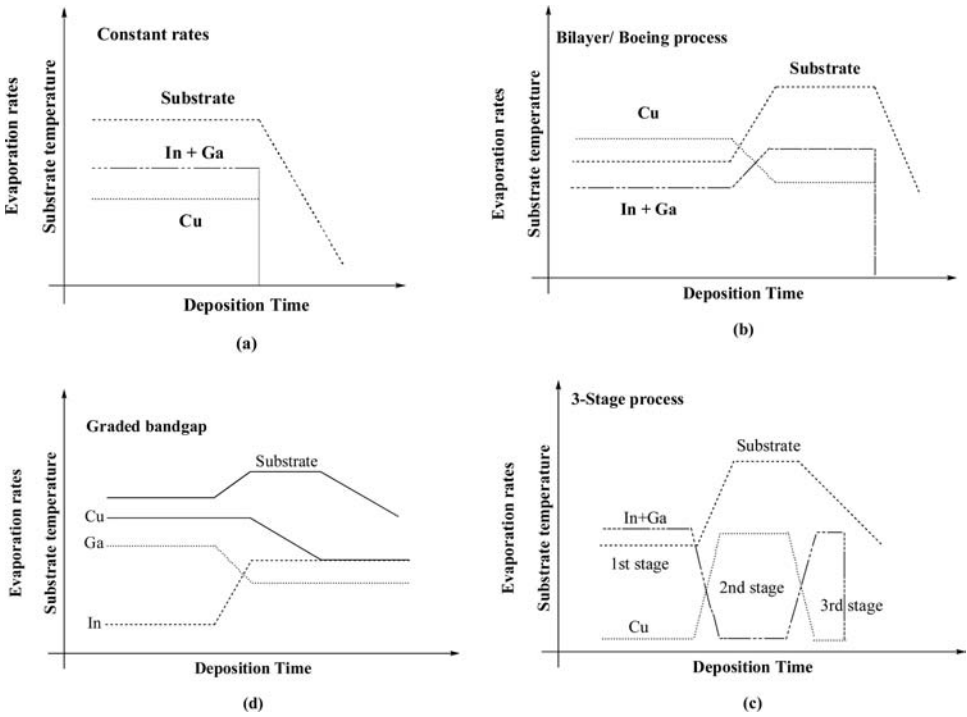 Constant rates
Evaporation rates
Substrate temperature
Substrate
In + Ga
Cu
Deposition Time
(a)
Bilayer/ Boeing process
Evaporation rates
Substrate temperature
Substrate
Cu
In + Ga
Deposition Time
(b)
Graded bandgap
Evaporation rates
Substrate temperature
Substrate
Cu
Ga
In
Deposition Time
(d)
3-Stage process
Evaporation rates
Substrate temperature
Substrate
In+Ga
1st stage
2nd stage
3rd stage
Cu
Deposition Time
(c)